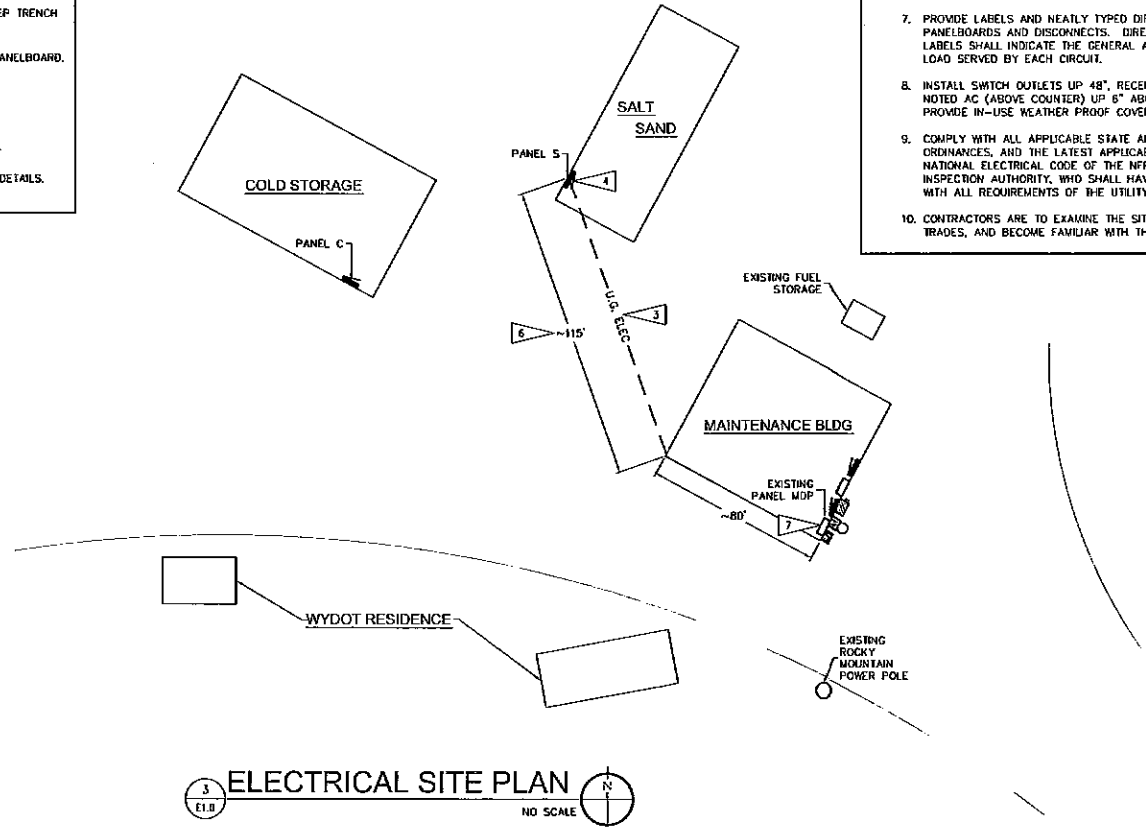 EP TRENCH
ANELBOARD.
DETAILS.
7. PROVIDE LABELS AND NEATLY TYPED DI
PANELBOARDS AND DISCONNECTS. DIRE
LABELS SHALL INDICATE THE GENERAL A
LOAD SERVED BY EACH CIRCUIT.
8. INSTALL SWITCH OUTLETS UP 48", RECE
NOTED AC (ABOVE COUNTER) UP 6" AB
PROVIDE IN-USE WEATHER PROOF COVE
9. COMPLY WITH ALL APPLICABLE STATE A
ORDINANCES, AND THE LATEST APPLICA
NATIONAL ELECTRICAL CODE OF THE NF
INSPECTION AUTHORITY, WHO SHALL HAV
WITH ALL REQUIREMENTS OF THE UTILITY
10. CONTRACTORS ARE TO EXAMINE THE SIT
TRADES, AND BECOME FAMILIAR WITH TH
SALT
SAND
PANEL S
4
COLD STORAGE
PANEL C
EXISTING FUEL
STORAGE
U.G. ELEC
3
6
~115'
MAINTENANCE BLDG
EXISTING
PANEL MDP
7
~80'
WYDOT RESIDENCE
EXISTING
ROCKY
MOUNTAIN
POWER POLE
3
E1.0
ELECTRICAL SITE PLAN
NO SCALE
N